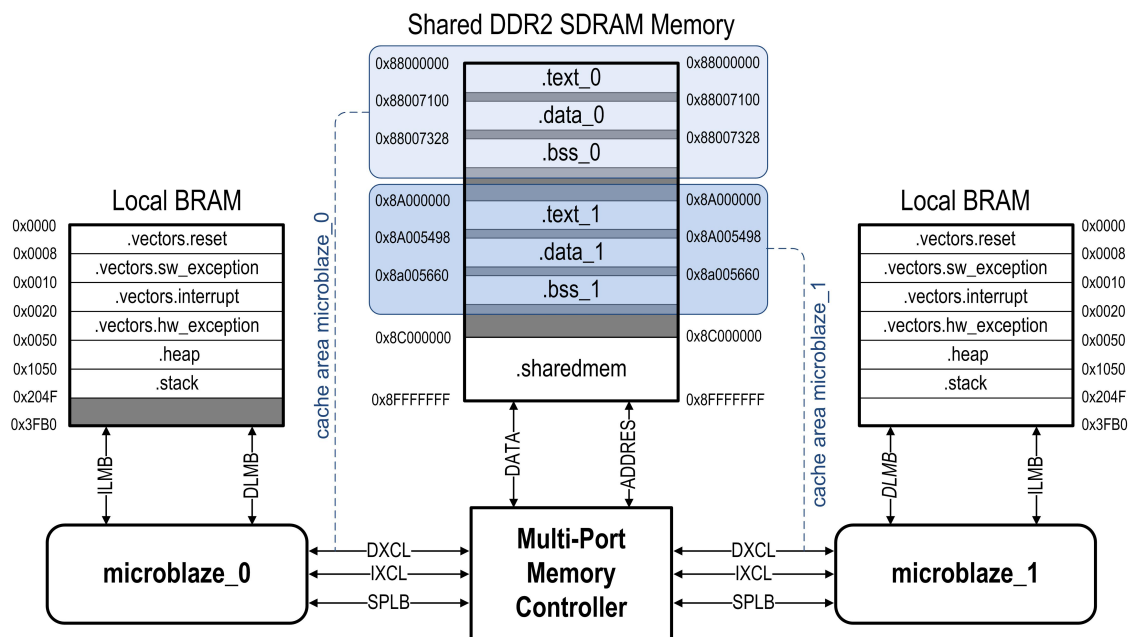 Shared DDR2 SDRAM Memory
0x88000000
.text_0
0x88000000
0x88007100
.data_0
0x88007100
0x88007328
.bss_0
0x88007328
0x8A000000
.text_1
0x8A000000
0x8A005498
.data_1
0x8A005498
0x8a005660
.bss_1
0x8a005660
0x8C000000
0x8C000000
.sharedmem
0x8FFFFFFF
0x8FFFFFFF
cache area microblaze_0
cache area microblaze_1
Local BRAM
0x0000
.vectors.reset
0x0008
.vectors.sw_exception
0x0010
.vectors.interrupt
0x0020
.vectors.hw_exception
0x0050
.heap
0x1050
.stack
0x204F
0x3FB0
Local BRAM
0x0000
.vectors.reset
0x0008
.vectors.sw_exception
0x0010
.vectors.interrupt
0x0020
.vectors.hw_exception
0x0050
.heap
0x1050
.stack
0x204F
0x3FB0
ILMB
DLMB
DATA
ADDRES
DLMB
ILMB
microblaze_0
DXCL
IXCL
SPLB
Multi-Port
Memory
Controller
DXCL
IXCL
SPLB
microblaze_1